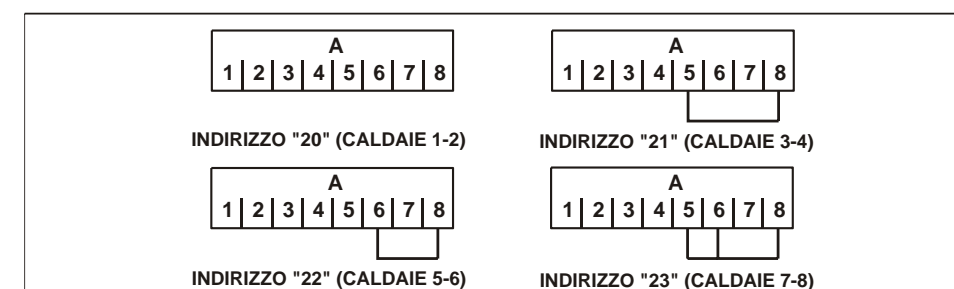 A
1 2 3 4 5 6 7 8
INDIRIZZO "20" (CALDAIE 1-2)
A
1 2 3 4 5 6 7 8
INDIRIZZO "21" (CALDAIE 3-4)
A
1 2 3 4 5 6 7 8
INDIRIZZO "22" (CALDAIE 5-6)
A
1 2 3 4 5 6 7 8
INDIRIZZO "23" (CALDAIE 7-8)